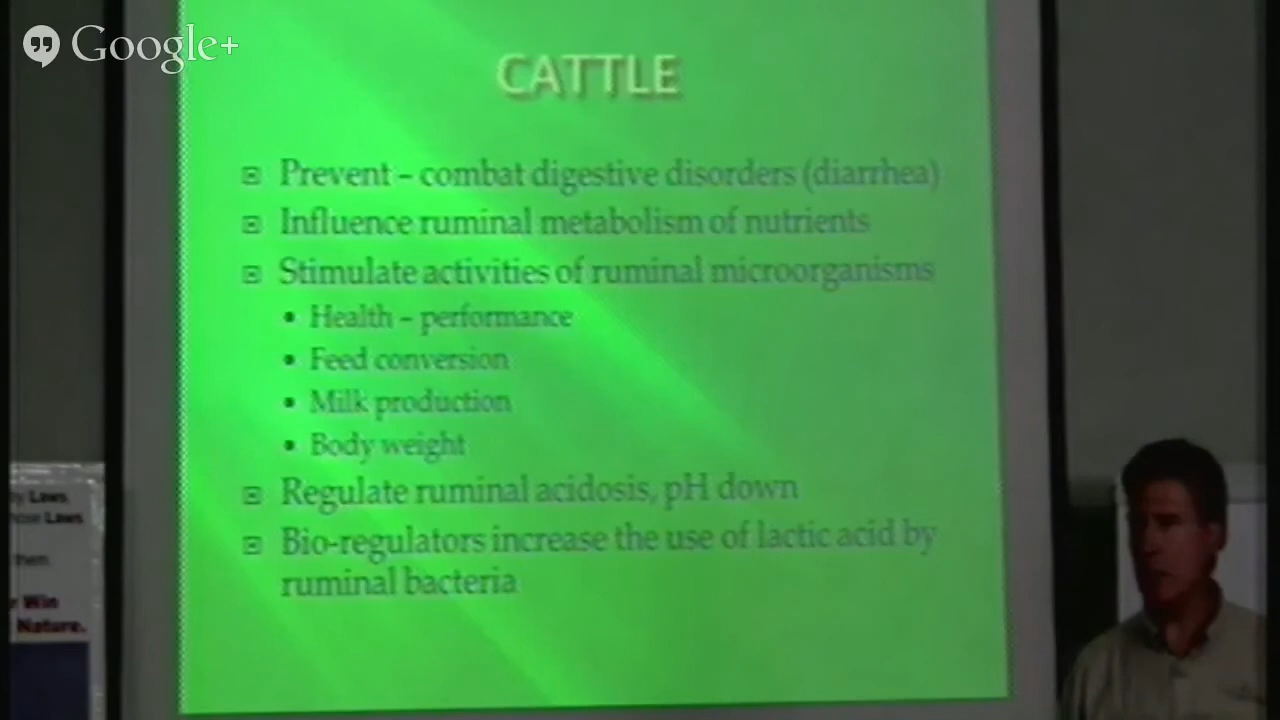 Google+
CATTLE
Prevent – combat digestive disorders (diarrhea)
Influence ruminal metabolism of nutrients
Stimulate activities of ruminal microorganisms
• Health – performance
• Feed conversion
• Milk production
• Body weight
Regulate ruminal acidosis, pH down
Bio-regulators increase the use of lactic acid by
ruminal bacteria
Laws
Laws
them
Win
Nature.